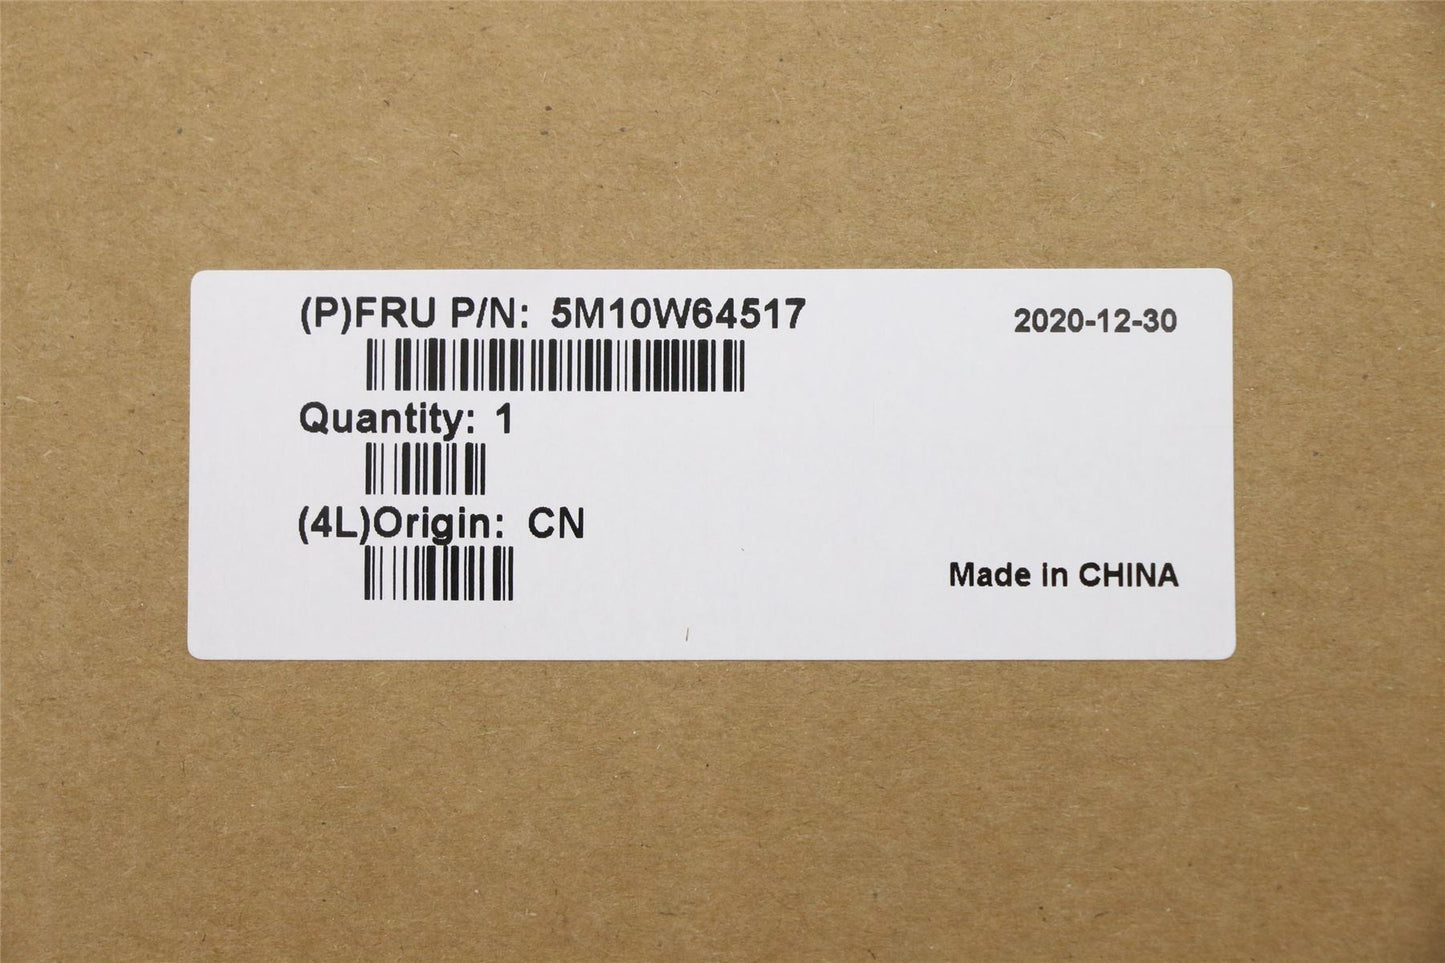 (P)FRU P/N: 5M10W64517
2020-12-30
Quantity: 1
(4L)Origin: CN
Made in CHINA